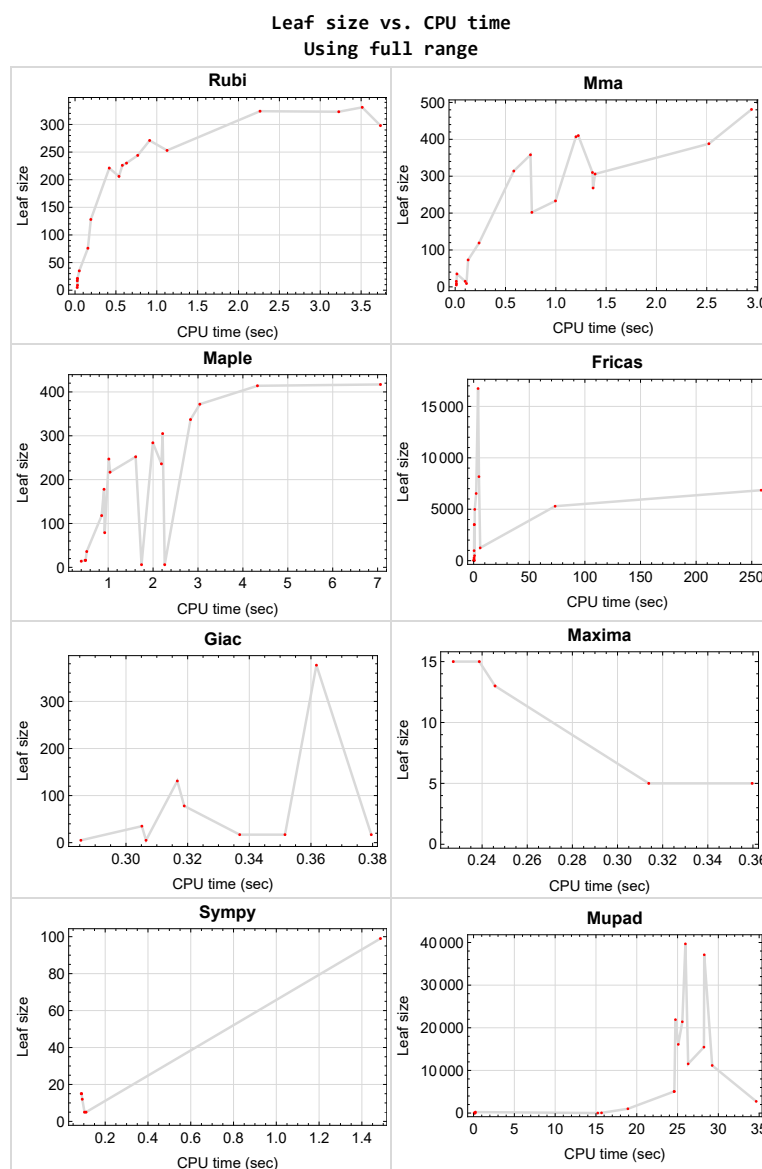 Leaf size vs. CPU time
Using full range
Rubi
Leaf size
300
250
200
150
100
50
0
0.0 0.5 1.0 1.5 2.0 2.5 3.0 3.5
CPU time (sec)
Mma
Leaf size
500
400
300
200
100
0
0.0 0.5 1.0 1.5 2.0 2.5 3.0
CPU time (sec)
Maple
Leaf size
400
300
200
100
0
1 2 3 4 5 6 7
CPU time (sec)
Fricas
Leaf size
15 000
10 000
5000
0
0 50 100 150 200 250
CPU time (sec)
Giac
Leaf size
300
200
100
0
0.30 0.32 0.34 0.36 0.38
CPU time (sec)
Maxima
Leaf size
15
10
5
0
0.24 0.26 0.28 0.30 0.32 0.34 0.36
CPU time (sec)
Sympy
Leaf size
100
80
60
40
20
0
0.2 0.4 0.6 0.8 1.0 1.2 1.4
CPU time (sec)
Mupad
Leaf size
40 000
30 000
20 000
10 000
0
0 5 10 15 20 25 30 35
CPU time (sec)